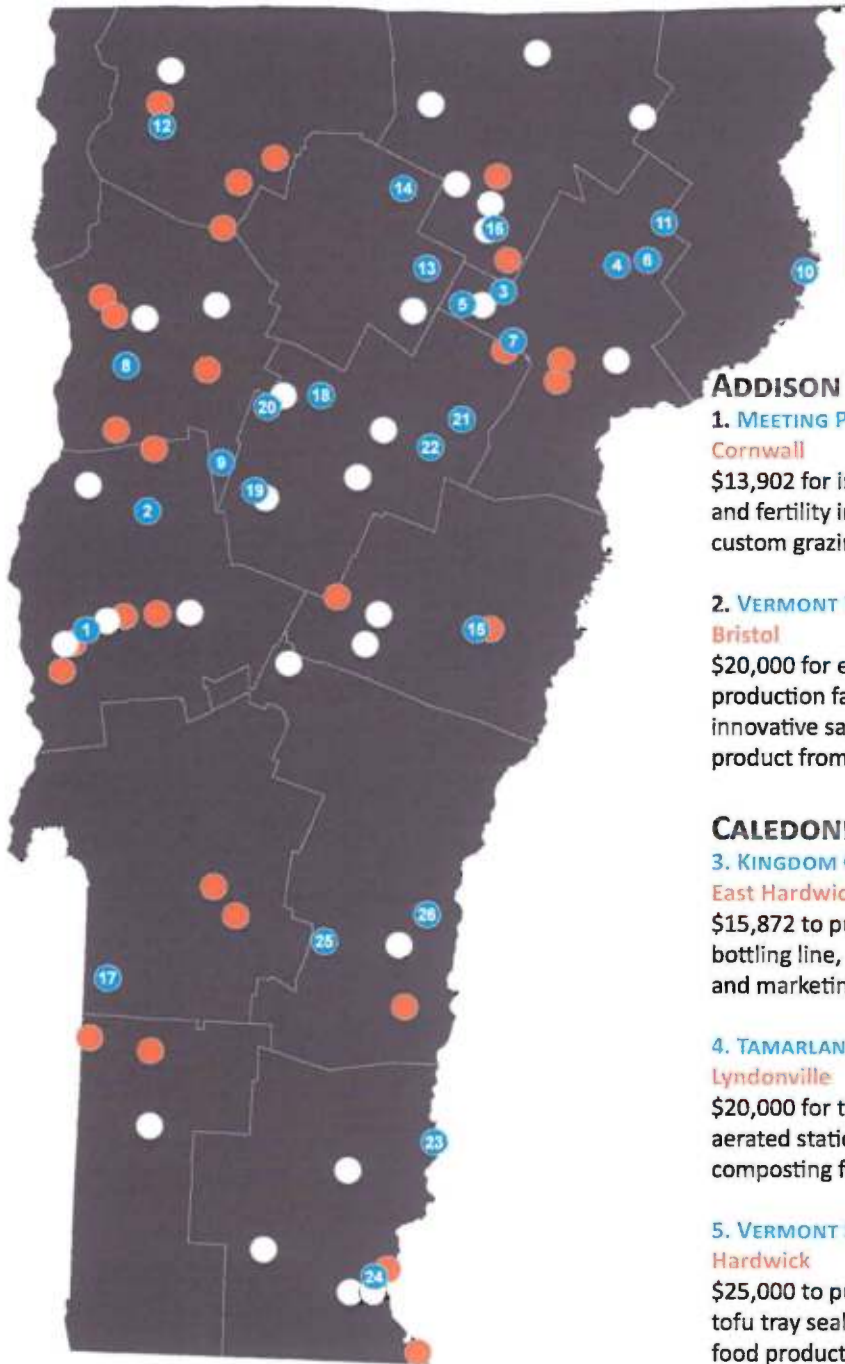 12
14
11
16
13
4
6
10
3
5
7
8
18
20
21
22
9
19
2
1
15
26
25
17
23
24
ADDISON
1. MEETING P
Cornwall
$13,902 for i
and fertility i
custom grazin
2. VERMONT
Bristol
$20,000 for e
production fa
innovative sa
product from
CALEDON
3. KINGDOM
East Hardwic
$15,872 to pu
bottling line,
and marketin
4. TAMARLAN
Lyndonville
$20,000 for t
aerated static
composting f
5. VERMONT
Hardwick
$25,000 to pu
tofu tray seal
food product